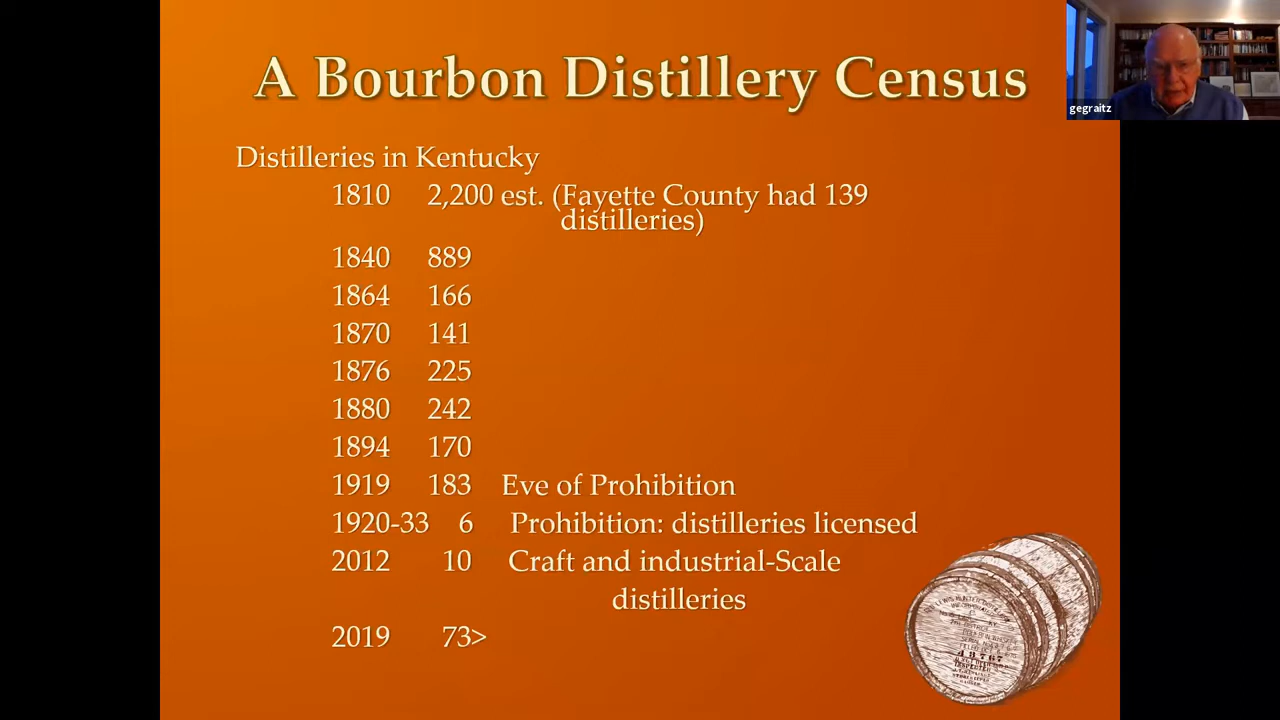 A Bourbon Distillery Census
gegraitz
Distilleries in Kentucky
1810 2,200 est. (Fayette County had 139
distilleries)
1840 889
1864 166
1870 141
1876 225
1880 242
1894 170
1919 183 Eve of Prohibition
1920-33 6 Prohibition: distilleries licensed
2012 10 Craft and industrial-Scale
distilleries
2019 73>